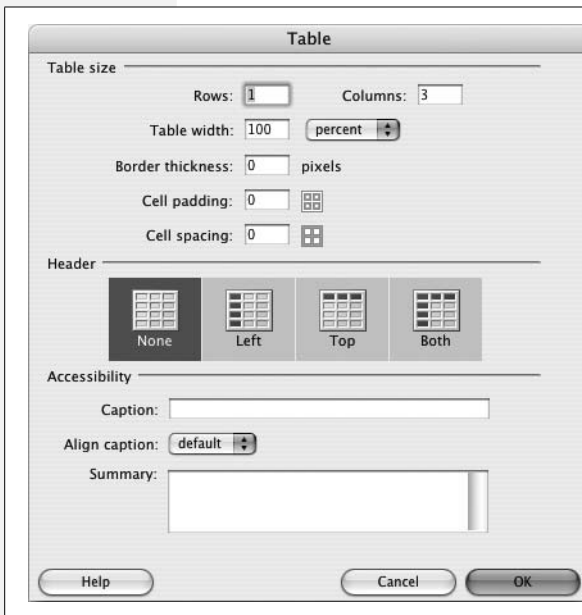 Table
Table size
Rows: 1 Columns: 3
Table width: 100 percent
Border thickness: 0 pixels
Cell padding: 0
Cell spacing: 0
Header
None Left Top Both
Accessibility
Caption:
Align caption: default
Summary:
Help Cancel OK